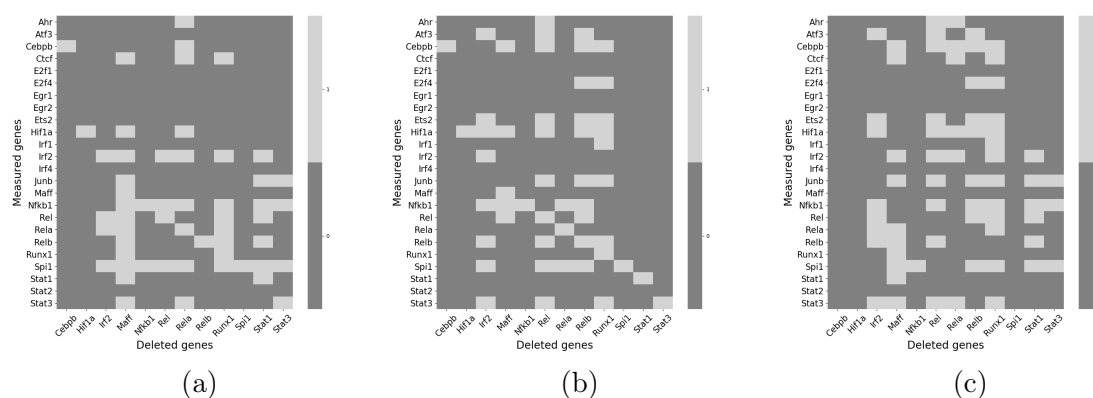 Ahr
Atf3
Cebpb
Ctcf
E2f1
E2f4
Egr1
Egr2
Ets2
Hif1a
Irf1
Irf2
Irf4
Junb
Maff
Nfkb1
Rel
Rela
Relb
Runx1
Spi1
Stat1
Stat2
Stat3
Measured genes
Cebpb Hif1a Irf2 Maff Nfkb1 Rel Rela Relb Runx1 Spi1 Stat1 Stat3
Deleted genes
1
0
(a)
Ahr
Atf3
Cebpb
Ctcf
E2f1
E2f4
Egr1
Egr2
Ets2
Hif1a
Irf1
Irf2
Irf4
Junb
Maff
Nfkb1
Rel
Rela
Relb
Runx1
Spi1
Stat1
Stat2
Stat3
Measured genes
Cebpb Hif1a Irf2 Maff Nfkb1 Rel Rela Relb Runx1 Spi1 Stat1 Stat3
Deleted genes
1
0
(b)
Ahr
Atf3
Cebpb
Ctcf
E2f1
E2f4
Egr1
Egr2
Ets2
Hif1a
Irf1
Irf2
Irf4
Junb
Maff
Nfkb1
Rel
Rela
Relb
Runx1
Spi1
Stat1
Stat2
Stat3
Measured genes
Cebpb Hif1a Irf2 Maff Nfkb1 Rel Rela Relb Runx1 Spi1 Stat1 Stat3
Deleted genes
1
0
(c)